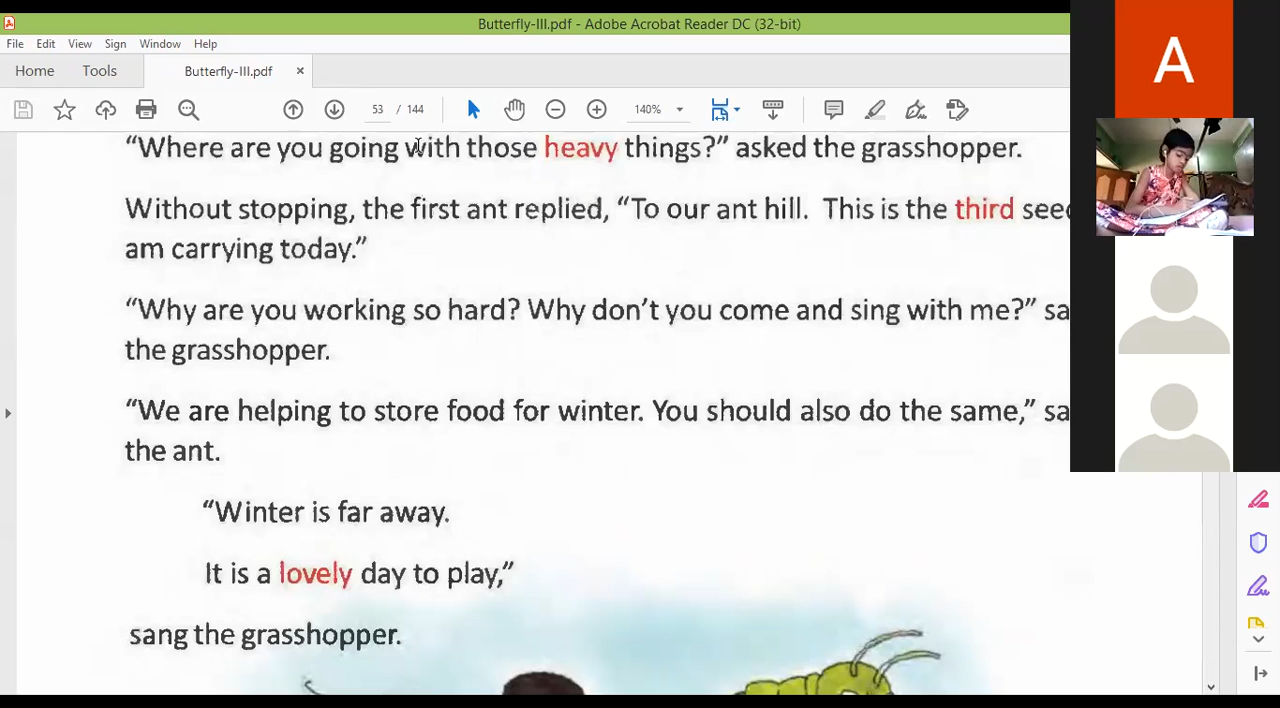 Butterfly-III.pdf - Adobe Acrobat Reader DC (32-bit)
File Edit View Sign Window Help
Home Tools Butterfly-III.pdf ×
53 / 144 140%
“Where are you going with those heavy things?” asked the grasshopper.
Without stopping, the first ant replied, “To our ant hill. This is the third
am carrying today.”
“Why are you working so hard? Why don’t you come and sing with me?”
the grasshopper.
“We are helping to store food for winter. You should also do the same,”
the ant.
“Winter is far away.
It is a lovely day to play,”
sang the grasshopper.
A